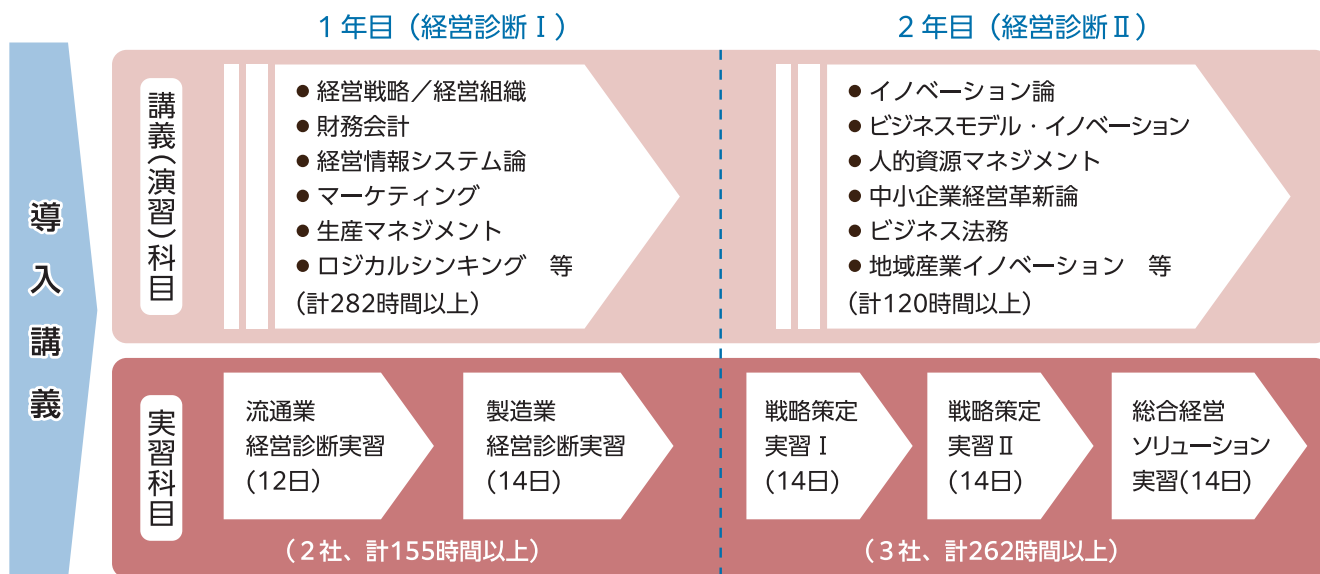 1年目（経営診断Ⅰ）
2年目（経営診断Ⅱ）
導入講義
講義(演習)科目
● 経営戦略／経営組織
● 財務会計
● 経営情報システム論
● マーケティング
● 生産マネジメント
● ロジカルシンキング　等
(計282時間以上)
● イノベーション論
● ビジネスモデル・イノベーション
● 人的資源マネジメント
● 中小企業経営革新論
● ビジネス法務
● 地域産業イノベーション　等
(計120時間以上)
実習科目
流通業
経営診断実習
(12日)
製造業
経営診断実習
(14日)
（２社、計155時間以上）
戦略策定
実習Ⅰ
(14日)
戦略策定
実習Ⅱ
(14日)
総合経営
ソリューション
実習(14日)
（３社、計262時間以上）